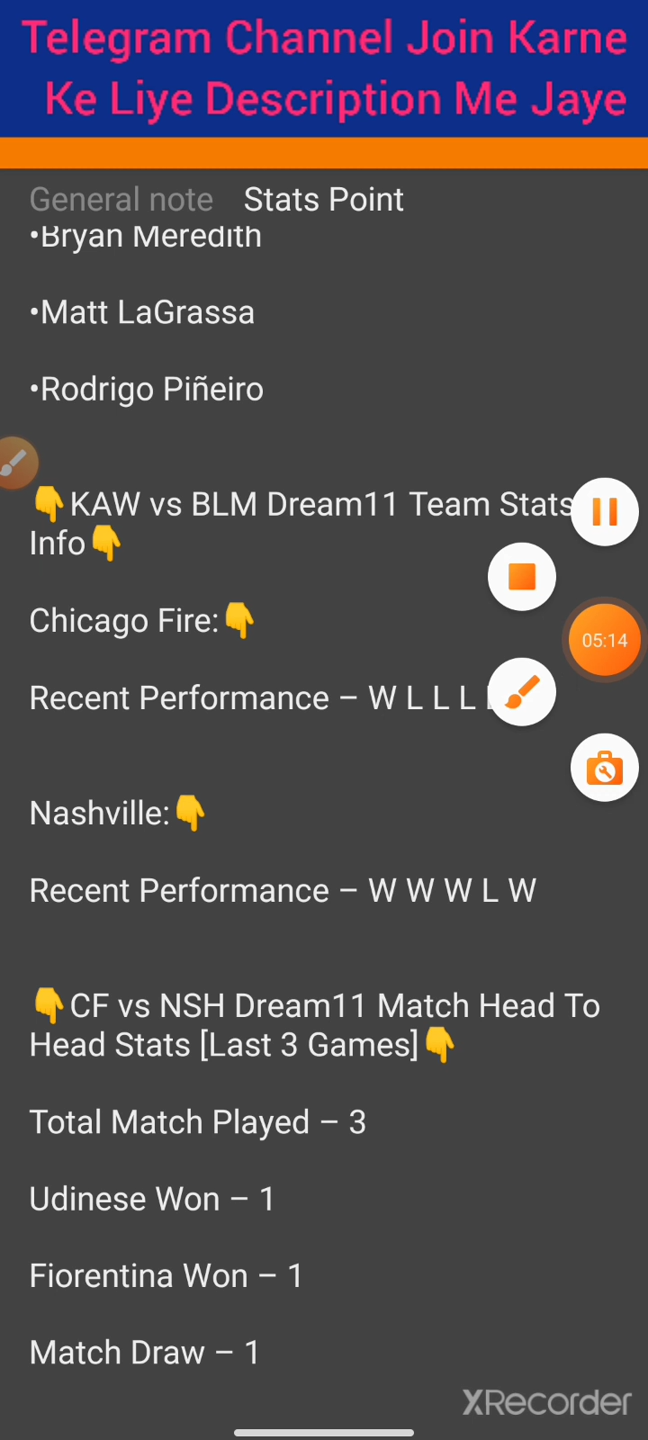 Telegram Channel Join Karne
Ke Liye Description Me Jaye
General note Stats Point
•Bryan Meredith
•Matt LaGrassa
•Rodrigo Piñeiro
👇KAW vs BLM Dream11 Team Stats
Info👇
05:14
Chicago Fire:👇
Recent Performance – W L L L
Nashville:👇
Recent Performance – W W W L W
👇CF vs NSH Dream11 Match Head To
Head Stats [Last 3 Games]👇
Total Match Played – 3
Udinese Won – 1
Fiorentina Won – 1
Match Draw – 1
XRecorder